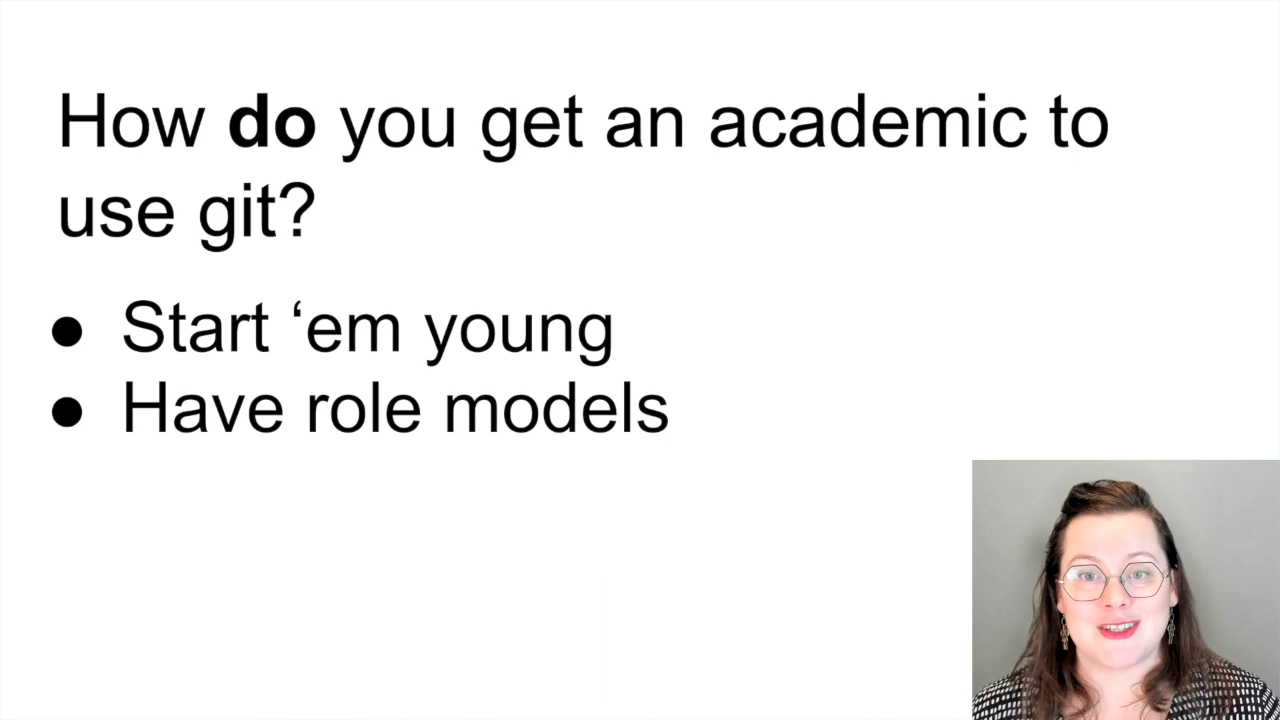 How do you get an academic to
use git?
● Start ‘em young
● Have role models